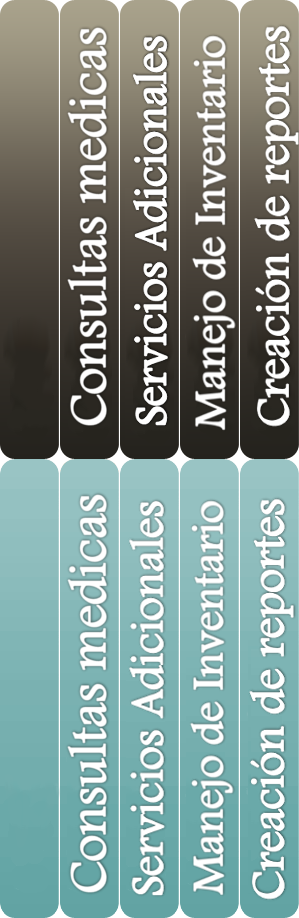 Consultas medicas
Servicios Adicionales
Manejo de Inventario
Creación de reportes
Consultas medicas
Servicios Adicionales
Manejo de Inventario
Creación de reportes